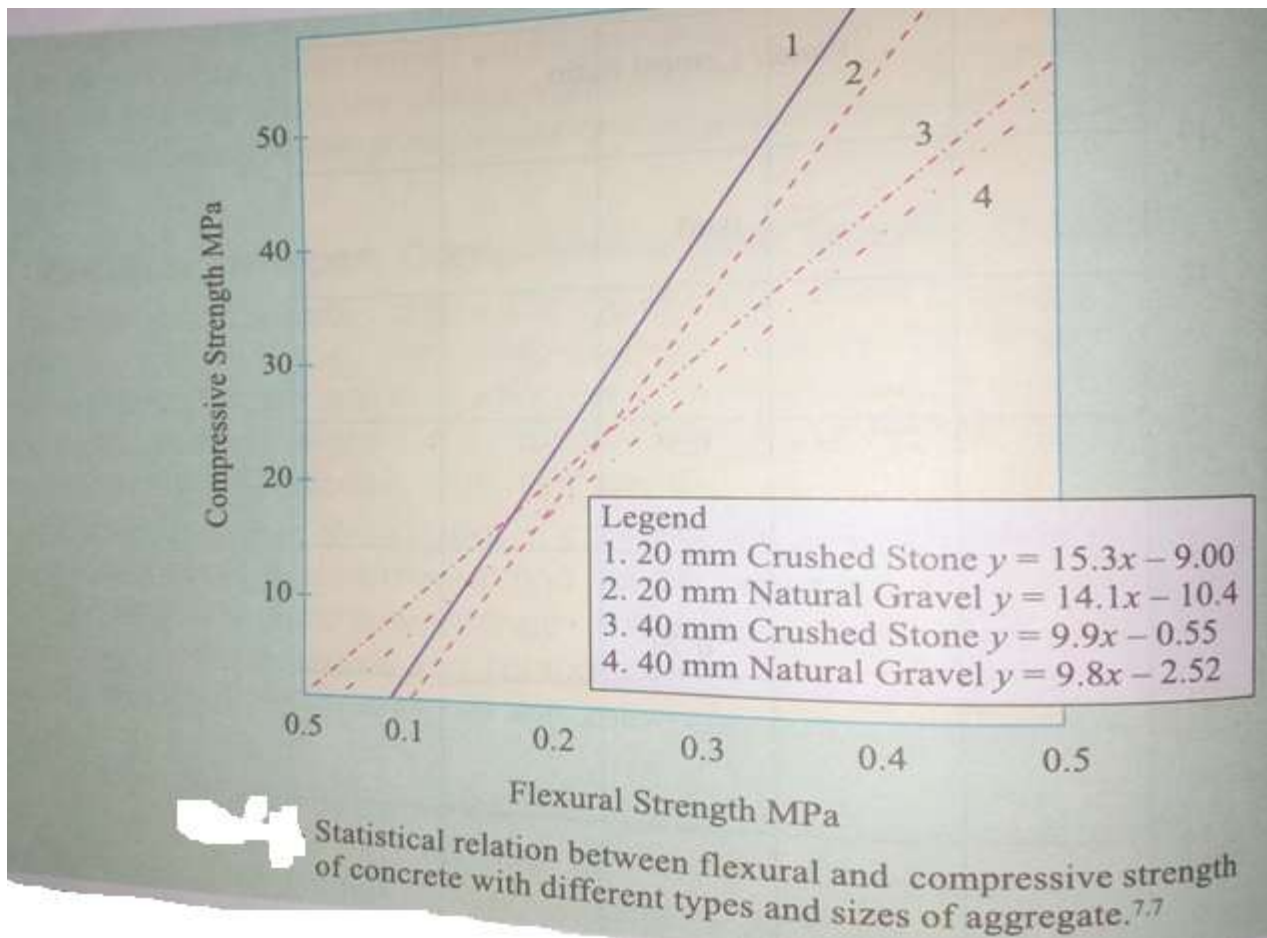 1
2
3
4
50
40
30
20
10
Compressive Strength MPa
Legend
1. 20 mm Crushed Stone y = 15.3x – 9.00
2. 20 mm Natural Gravel y = 14.1x – 10.4
3. 40 mm Crushed Stone y = 9.9x – 0.55
4. 40 mm Natural Gravel y = 9.8x – 2.52
0.5 0.1 0.2 0.3 0.4 0.5
Flexural Strength MPa
Statistical relation between flexural and compressive strength
of concrete with different types and sizes of aggregate.7.7